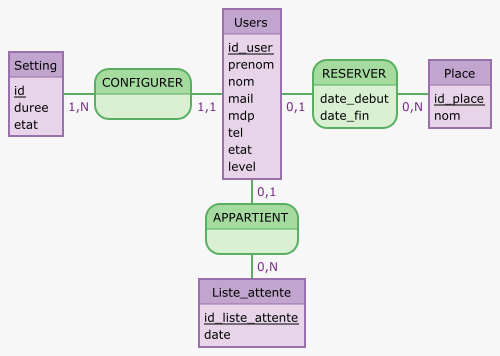 Setting
id
duree
etat
1,N
CONFIGURER
1,1
Users
id_user
prenom
nom
mail
mdp
tel
etat
level
0,1
RESERVER
date_debut
date_fin
0,N
Place
id_place
nom
0,1
APPARTIENT
0,N
Liste_attente
id_liste_attente
date